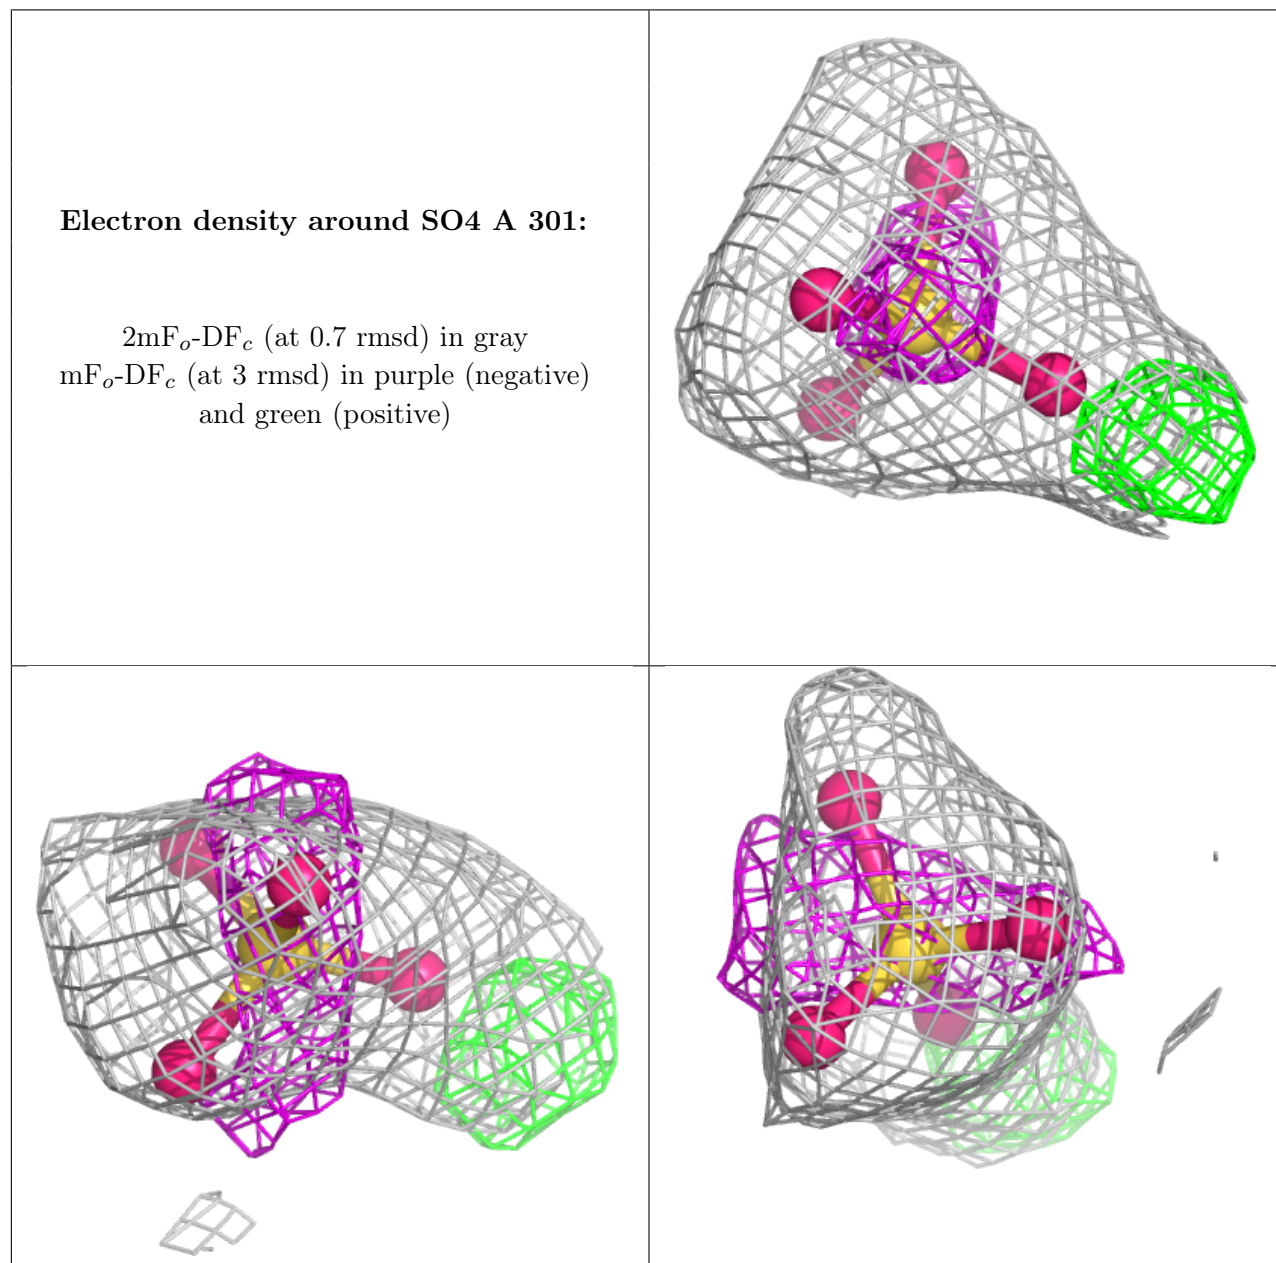 Electron density around SO4 A 301:
2mFₒ-DF𝑐 (at 0.7 rmsd) in gray
mFₒ-DF𝑐 (at 3 rmsd) in purple (negative)
and green (positive)